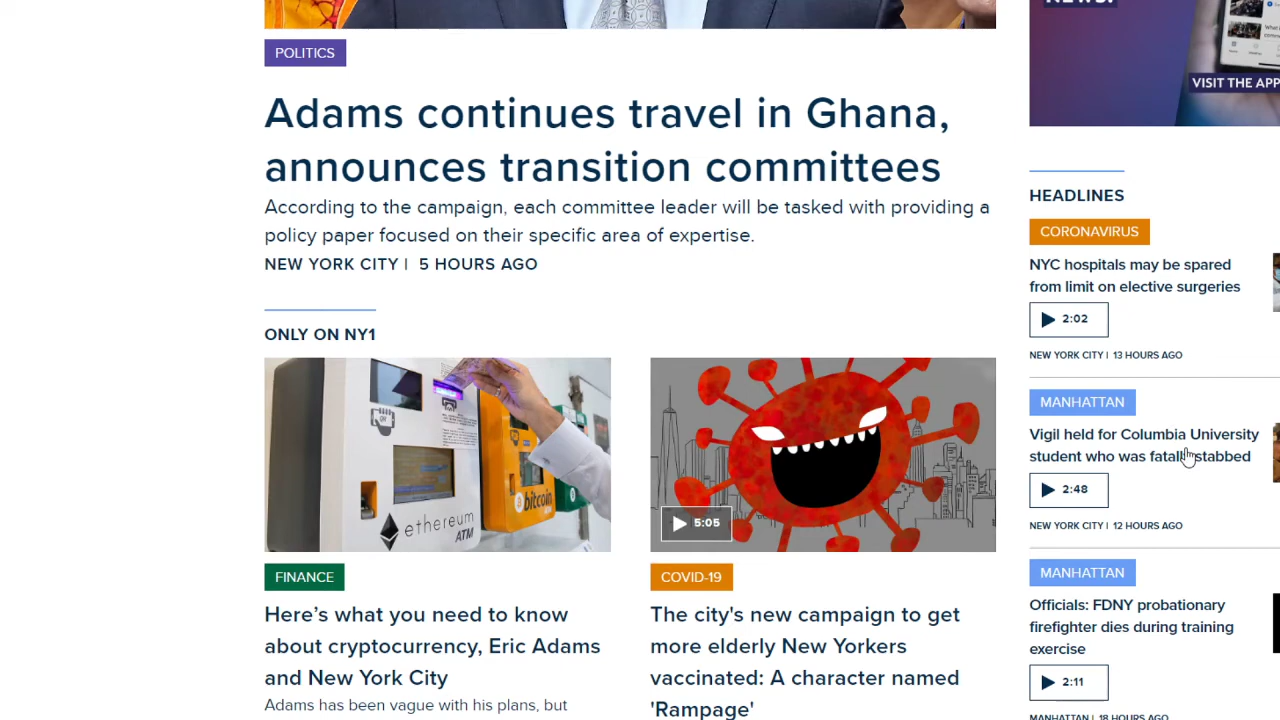 NEWS.
VISIT THE APP
POLITICS
Adams continues travel in Ghana,
announces transition committees
According to the campaign, each committee leader will be tasked with providing a
policy paper focused on their specific area of expertise.
NEW YORK CITY | 5 HOURS AGO
ONLY ON NY1
ethereum
ATM
bitcoin
FINANCE
Here’s what you need to know
about cryptocurrency, Eric Adams
and New York City
Adams has been vague with his plans, but
5:05
COVID-19
The city's new campaign to get
more elderly New Yorkers
vaccinated: A character named
'Rampage'
HEADLINES
CORONAVIRUS
NYC hospitals may be spared
from limit on elective surgeries
2:02
NEW YORK CITY | 13 HOURS AGO
MANHATTAN
Vigil held for Columbia University
student who was fatally stabbed
2:48
NEW YORK CITY | 12 HOURS AGO
MANHATTAN
Officials: FDNY probationary
firefighter dies during training
exercise
2:11
MANHATTAN | 18 HOURS AGO